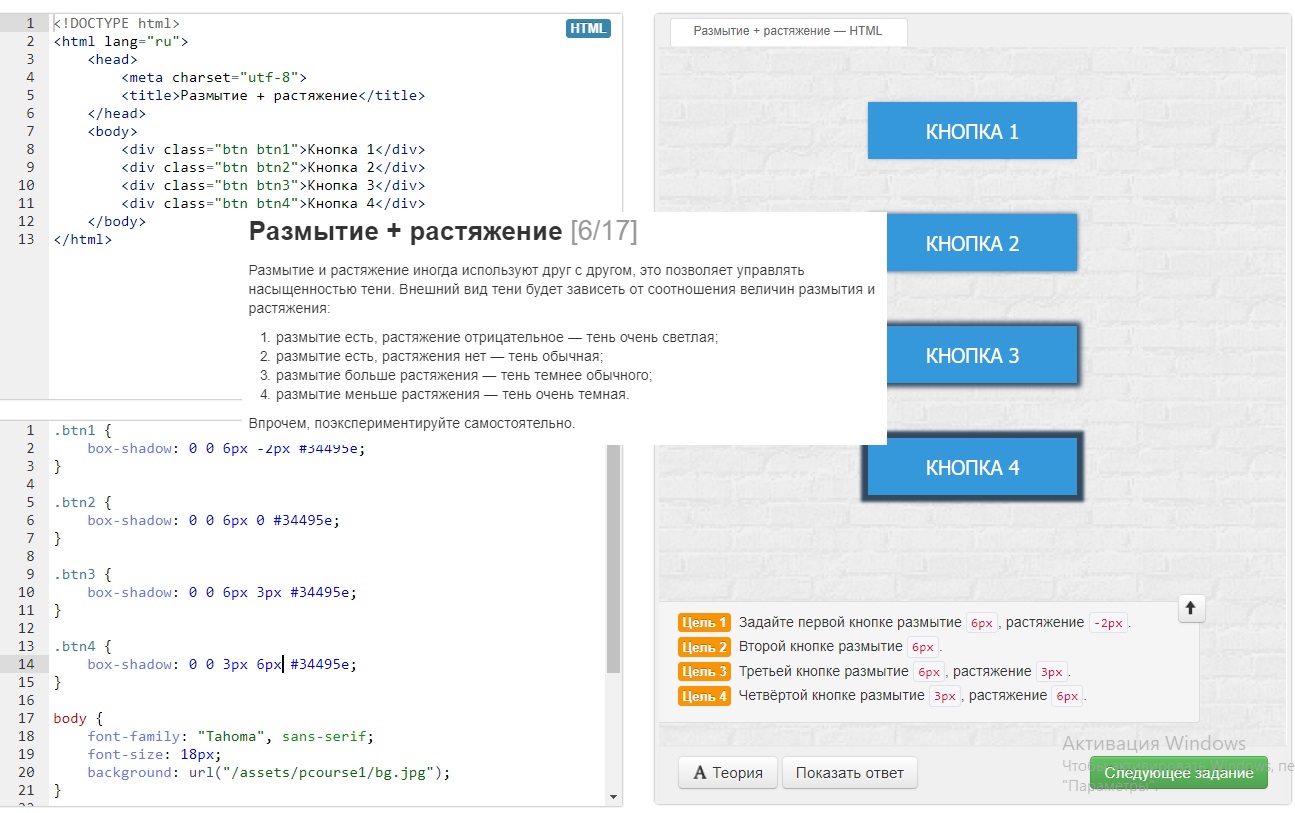 1 <!DOCTYPE html>
HTML
2 <html lang="ru">
3 <head>
4 <meta charset="utf-8">
5 <title>Размытие + растяжение</title>
6 </head>
7 <body>
8 <div class="btn btn1">Кнопка 1</div>
9 <div class="btn btn2">Кнопка 2</div>
10 <div class="btn btn3">Кнопка 3</div>
11 <div class="btn btn4">Кнопка 4</div>
12 </body>
13 </html>
Размытие + растяжение [6/17]
Размытие и растяжение иногда используют друг с другом, это позволяет управлять
насыщенностью тени. Внешний вид тени будет зависеть от соотношения величин размытия и
растяжения:
1. размытие есть, растяжение отрицательное — тень очень светлая;
2. размытие есть, растяжения нет — тень обычная;
3. размытие больше растяжения — тень темнее обычного;
4. размытие меньше растяжения — тень очень темная.
Впрочем, поэкспериментируйте самостоятельно.
1 .btn1 {
2 box-shadow: 0 0 6px -2px #34495e;
3 }
4
5 .btn2 {
6 box-shadow: 0 0 6px 0 #34495e;
7 }
8
9 .btn3 {
10 box-shadow: 0 0 6px 3px #34495e;
11 }
12
13 .btn4 {
14 box-shadow: 0 0 3px 6px #34495e;
15 }
16
17 body {
18 font-family: "Tahoma", sans-serif;
19 font-size: 18px;
20 background: url("/assets/pcourse1/bg.jpg");
21 }
Размытие + растяжение — HTML
КНОПКА 1
КНОПКА 2
КНОПКА 3
КНОПКА 4
Цель 1 Задайте первой кнопке размытие 6px, растяжение -2px.
Цель 2 Второй кнопке размытие 6px.
Цель 3 Третьей кнопке размытие 6px, растяжение 3px.
Цель 4 Четвёртой кнопке размытие 3px, растяжение 6px.
A Теория
Показать ответ
Следующее задание
Активация Windows
"Параметры".